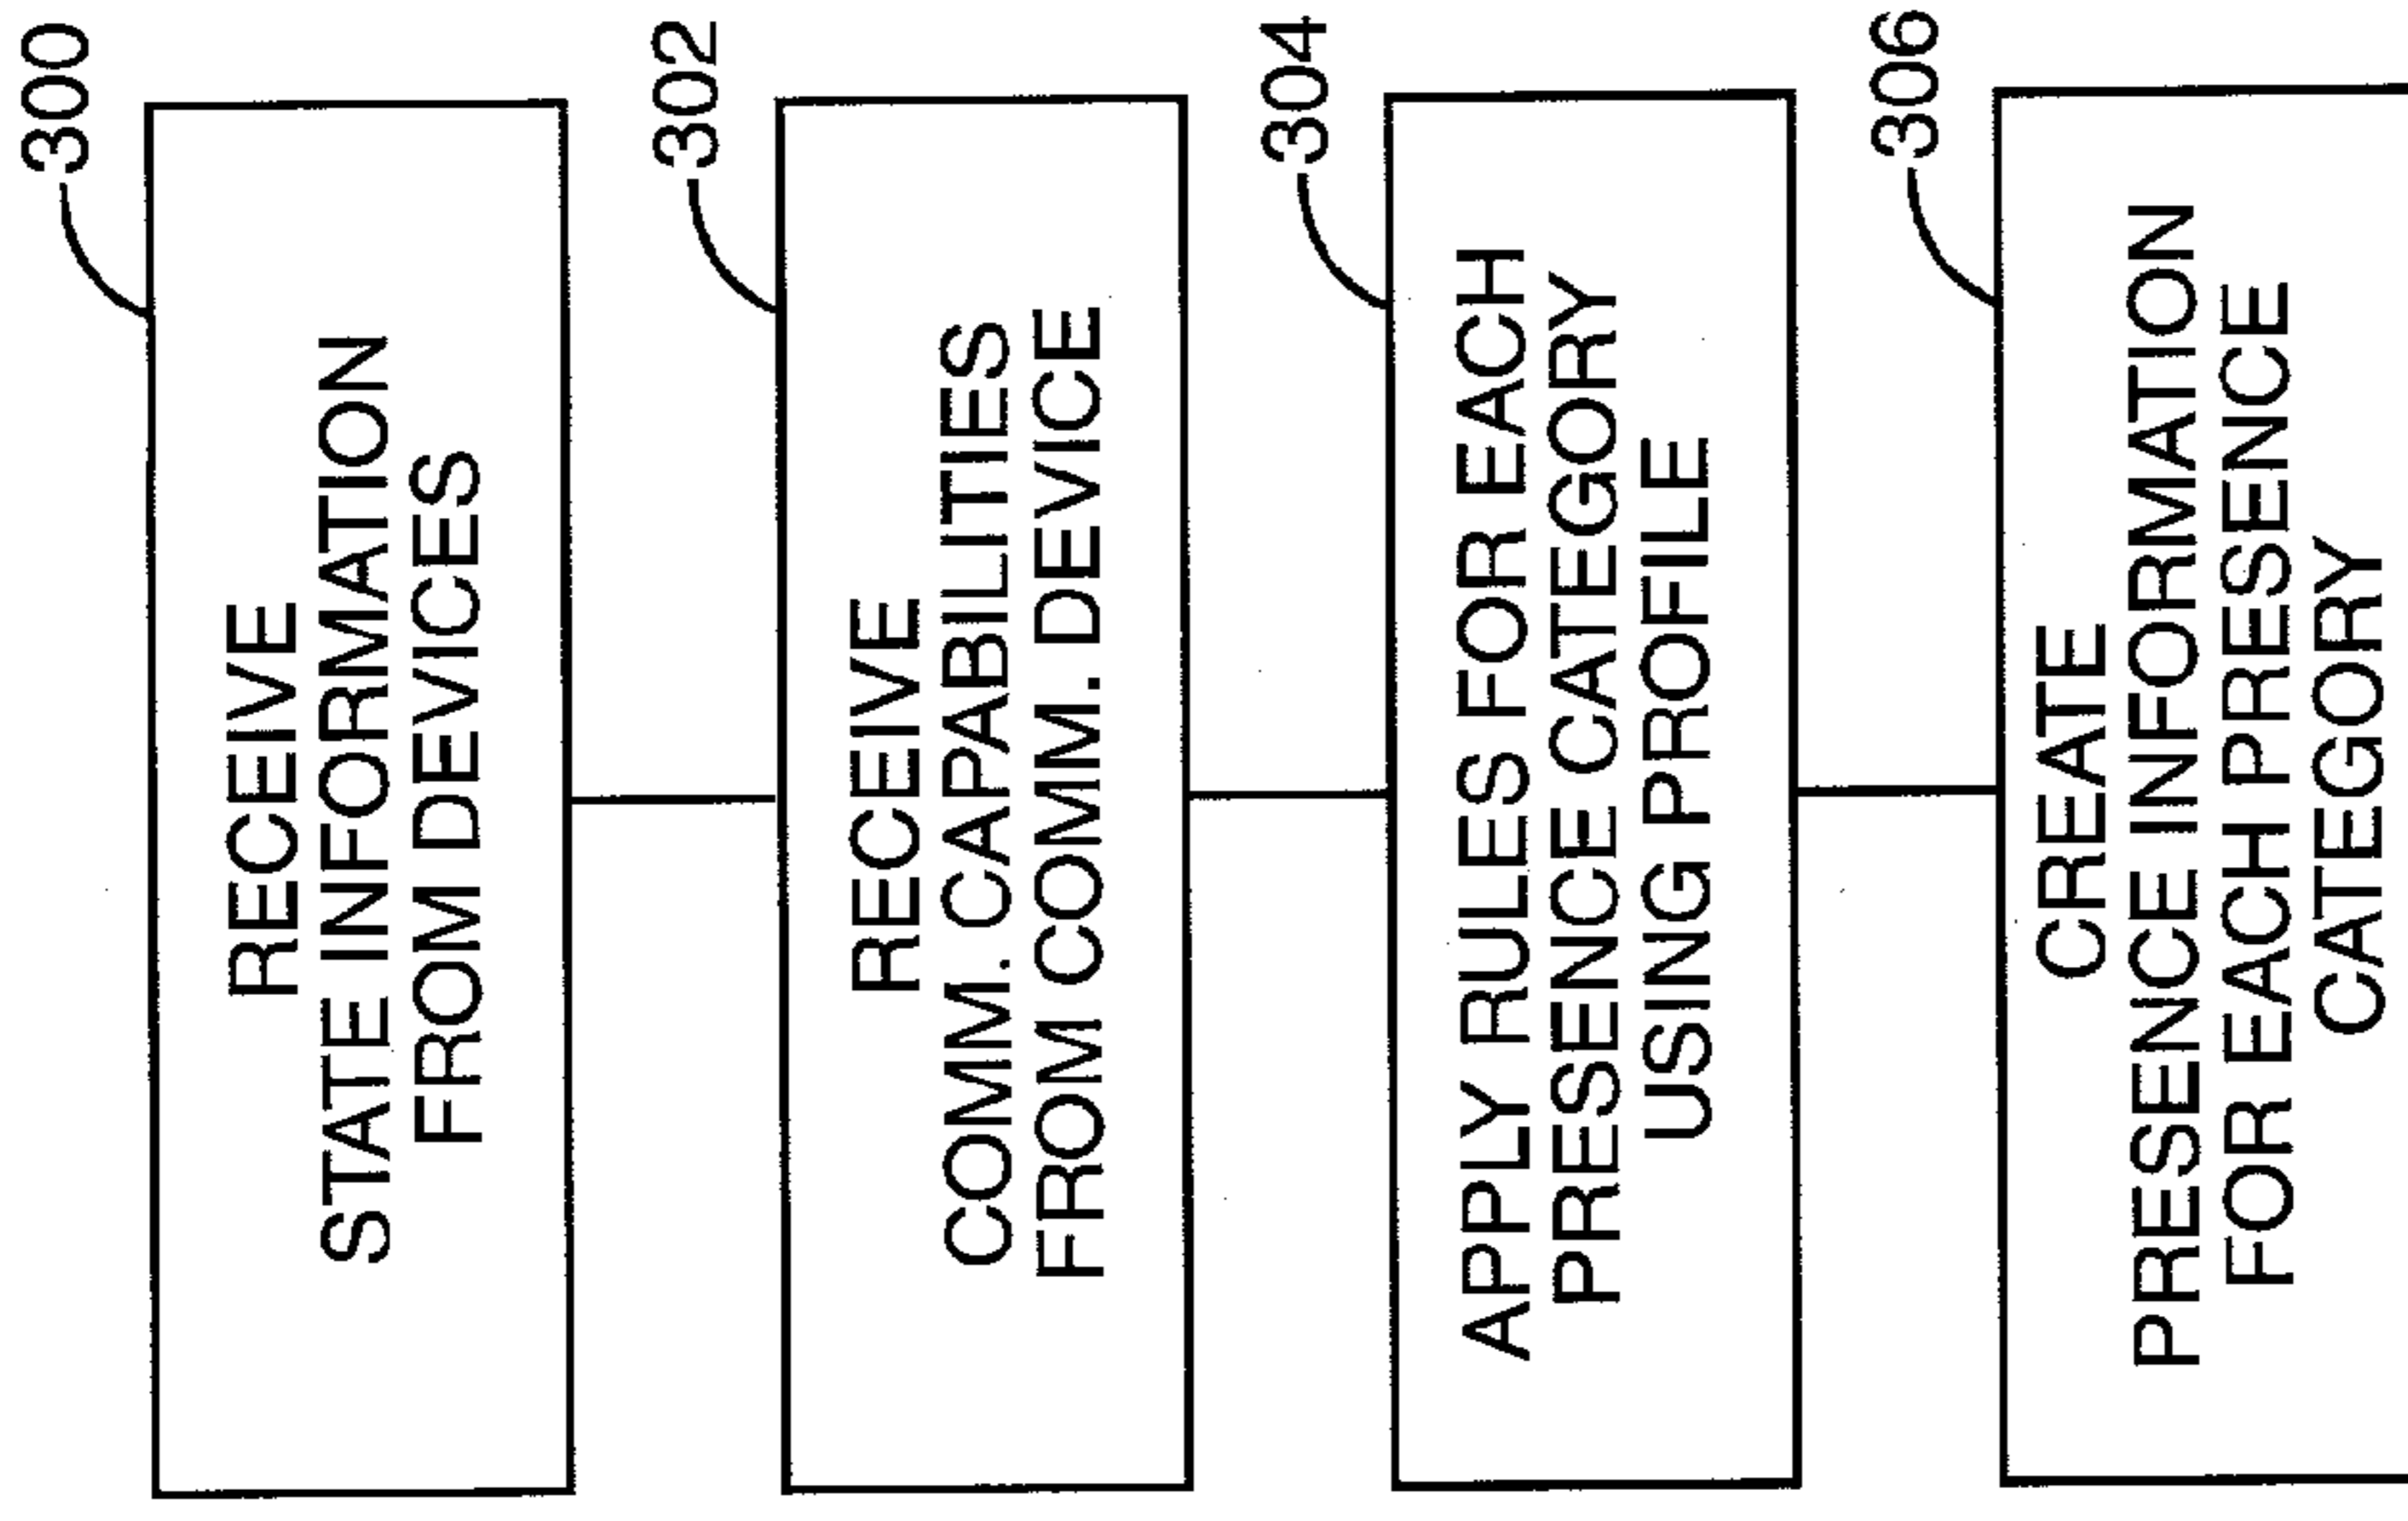 300
RECEIVE
STATE INFORMATION
FROM DEVICES
302
RECEIVE
COMM. CAPABILITIES
FROM COMM. DEVICE
304
APPLY RULES FOR EACH
PRESENCE CATEGORY
USING PROFILE
306
CREATE
PRESENCE INFORMATION
FOR EACH PRESENCE
CATEGORY